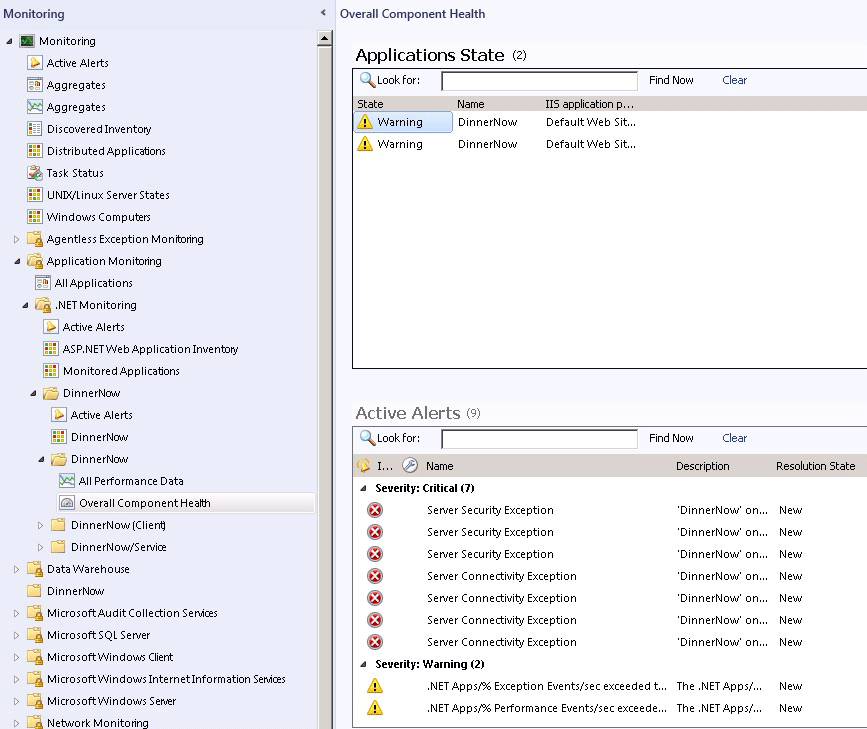 Monitoring
Monitoring
Active Alerts
Aggregates
Aggregates
Discovered Inventory
Distributed Applications
Task Status
UNIX/Linux Server States
Windows Computers
Agentless Exception Monitoring
Application Monitoring
All Applications
.NET Monitoring
Active Alerts
ASP.NET Web Application Inventory
Monitored Applications
DinnerNow
Active Alerts
DinnerNow
DinnerNow
All Performance Data
Overall Component Health
DinnerNow (Client)
DinnerNow/Service
Data Warehouse
DinnerNow
Microsoft Audit Collection Services
Microsoft SQL Server
Microsoft Windows Client
Microsoft Windows Internet Information Services
Microsoft Windows Server
Network Monitoring
Overall Component Health
Applications State (2)
Look for: Find Now Clear
State Name IIS application p...
Warning DinnerNow Default Web Sit...
Warning DinnerNow Default Web Sit...
Active Alerts (9)
Look for: Find Now Clear
I... Name Description Resolution State
Severity: Critical (7)
Server Security Exception 'DinnerNow' on... New
Server Security Exception 'DinnerNow' on... New
Server Security Exception 'DinnerNow' on... New
Server Connectivity Exception 'DinnerNow' on... New
Server Connectivity Exception 'DinnerNow' on... New
Server Connectivity Exception 'DinnerNow' on... New
Server Connectivity Exception 'DinnerNow' on... New
Severity: Warning (2)
.NET Apps/% Exception Events/sec exceeded t... The .NET Apps/... New
.NET Apps/% Performance Events/sec exceede... The .NET Apps/... New